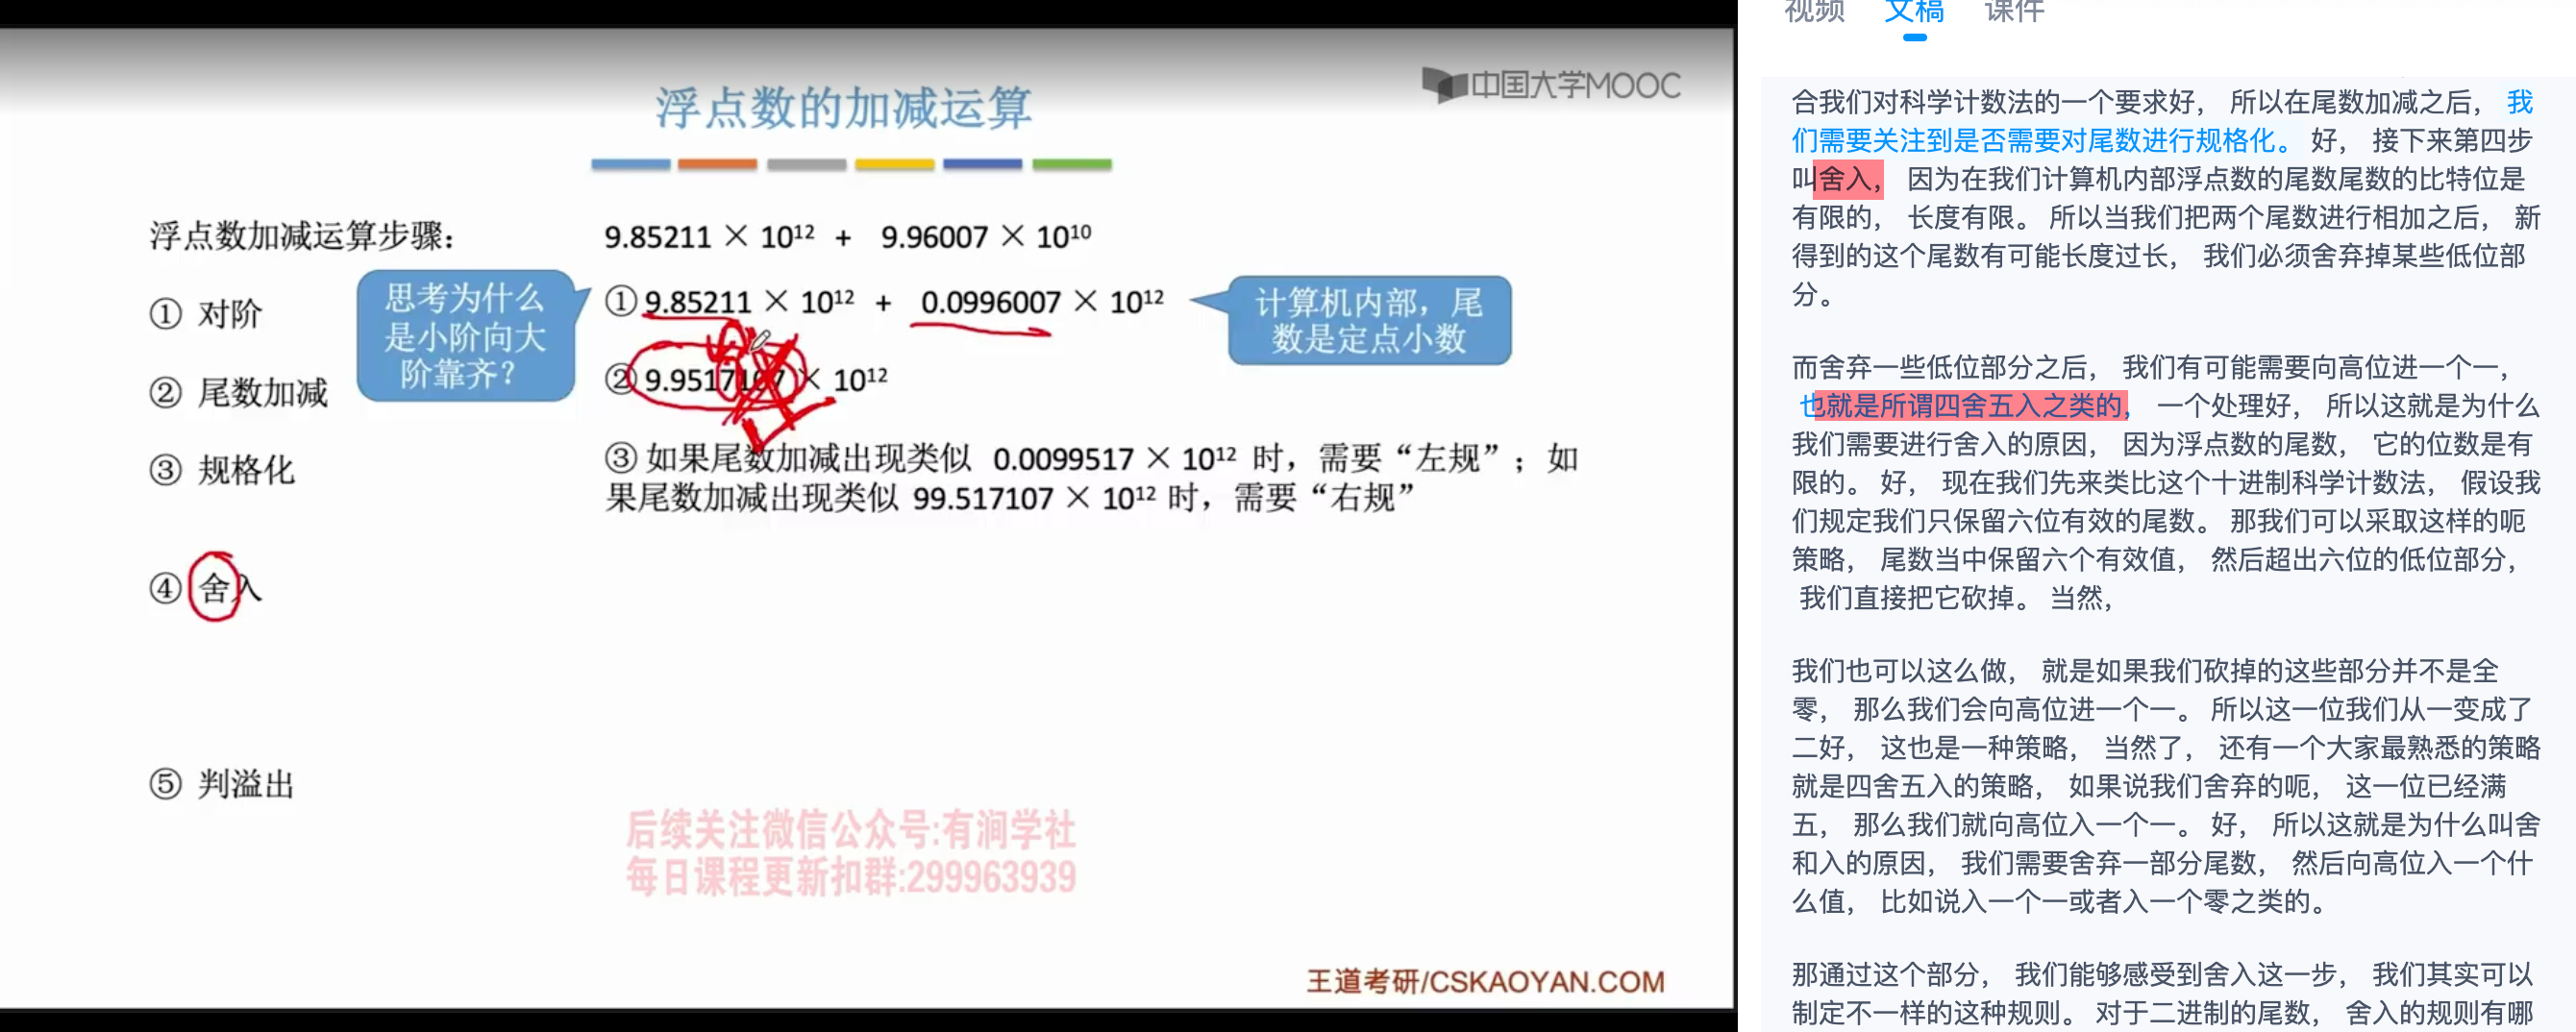 中国大学MOOC
浮点数的加减运算
浮点数加减运算步骤：
9.85211 × 10¹² + 9.96007 × 10¹⁰
① 对阶
思考为什么
是小阶向大
阶靠齐？
① 9.85211 × 10¹² + 0.0996007 × 10¹²
计算机内部，尾
数是定点小数
② 尾数加减
② 9.9517107 × 10¹²
③ 规格化
③ 如果尾数加减出现类似 0.0099517 × 10¹² 时，需要“左规”；如
果尾数加减出现类似 99.517107 × 10¹² 时，需要“右规”
④ 舍入
⑤ 判溢出
后续关注微信公众号:有涧学社
每日课程更新扣群:299963939
王道考研/CSKAOYAN.COM
视频 文稿 课件
合我们对科学计数法的一个要求好， 所以在尾数加减之后， 我
们需要关注到是否需要对尾数进行规格化。 好， 接下来第四步
叫舍入， 因为在我们计算机内部浮点数的尾数尾数的比特位是
有限的， 长度有限。 所以当我们把两个尾数进行相加之后， 新
得到的这个尾数有可能长度过长， 我们必须舍弃掉某些低位部
分。
而舍弃一些低位部分之后， 我们有可能需要向高位进一个一，
也就是所谓四舍五入之类的， 一个处理好， 所以这就是为什么
我们需要进行舍入的原因， 因为浮点数的尾数， 它的位数是有
限的。 好， 现在我们先来类比这个十进制科学计数法， 假设我
们规定我们只保留六位有效的尾数。 那我们可以采取这样的呃
策略， 尾数当中保留六个有效值， 然后超出六位的低位部分，
我们直接把它砍掉。 当然，
我们也可以这么做， 就是如果我们砍掉的这些部分并不是全
零， 那么我们会向高位进一个一。 所以这一位我们从一变成了
二好， 这也是一种策略， 当然了， 还有一个大家最熟悉的策略
就是四舍五入的策略， 如果说我们舍弃的呃， 这一位已经满
五， 那么我们就向高位入一个一。 好， 所以这就是为什么叫舍
和入的原因， 我们需要舍弃一部分尾数， 然后向高位入一个什
么值， 比如说入一个一或者入一个零之类的。
那通过这个部分， 我们能够感受到舍入这一步， 我们其实可以
制定不一样的这种规则。 对于二进制的尾数， 舍入的规则有哪